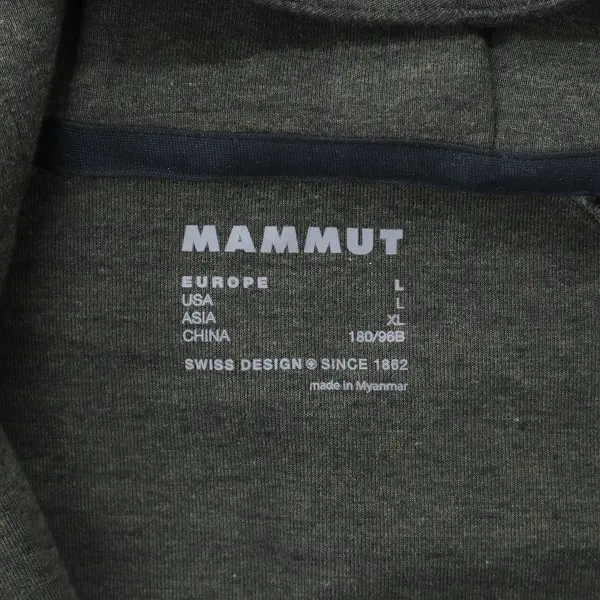 MAMMUT
EUROPE L
USA L
ASIA XL
CHINA 180/96B
SWISS DESIGN ® SINCE 1862
made in Myanmar